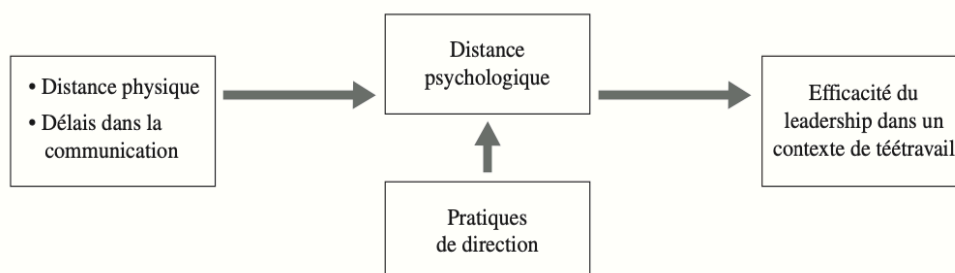 • Distance physique
• Délais dans la
communication
Distance
psychologique
Efficacité du
leadership dans un
contexte de téétravail
Pratiques
de direction